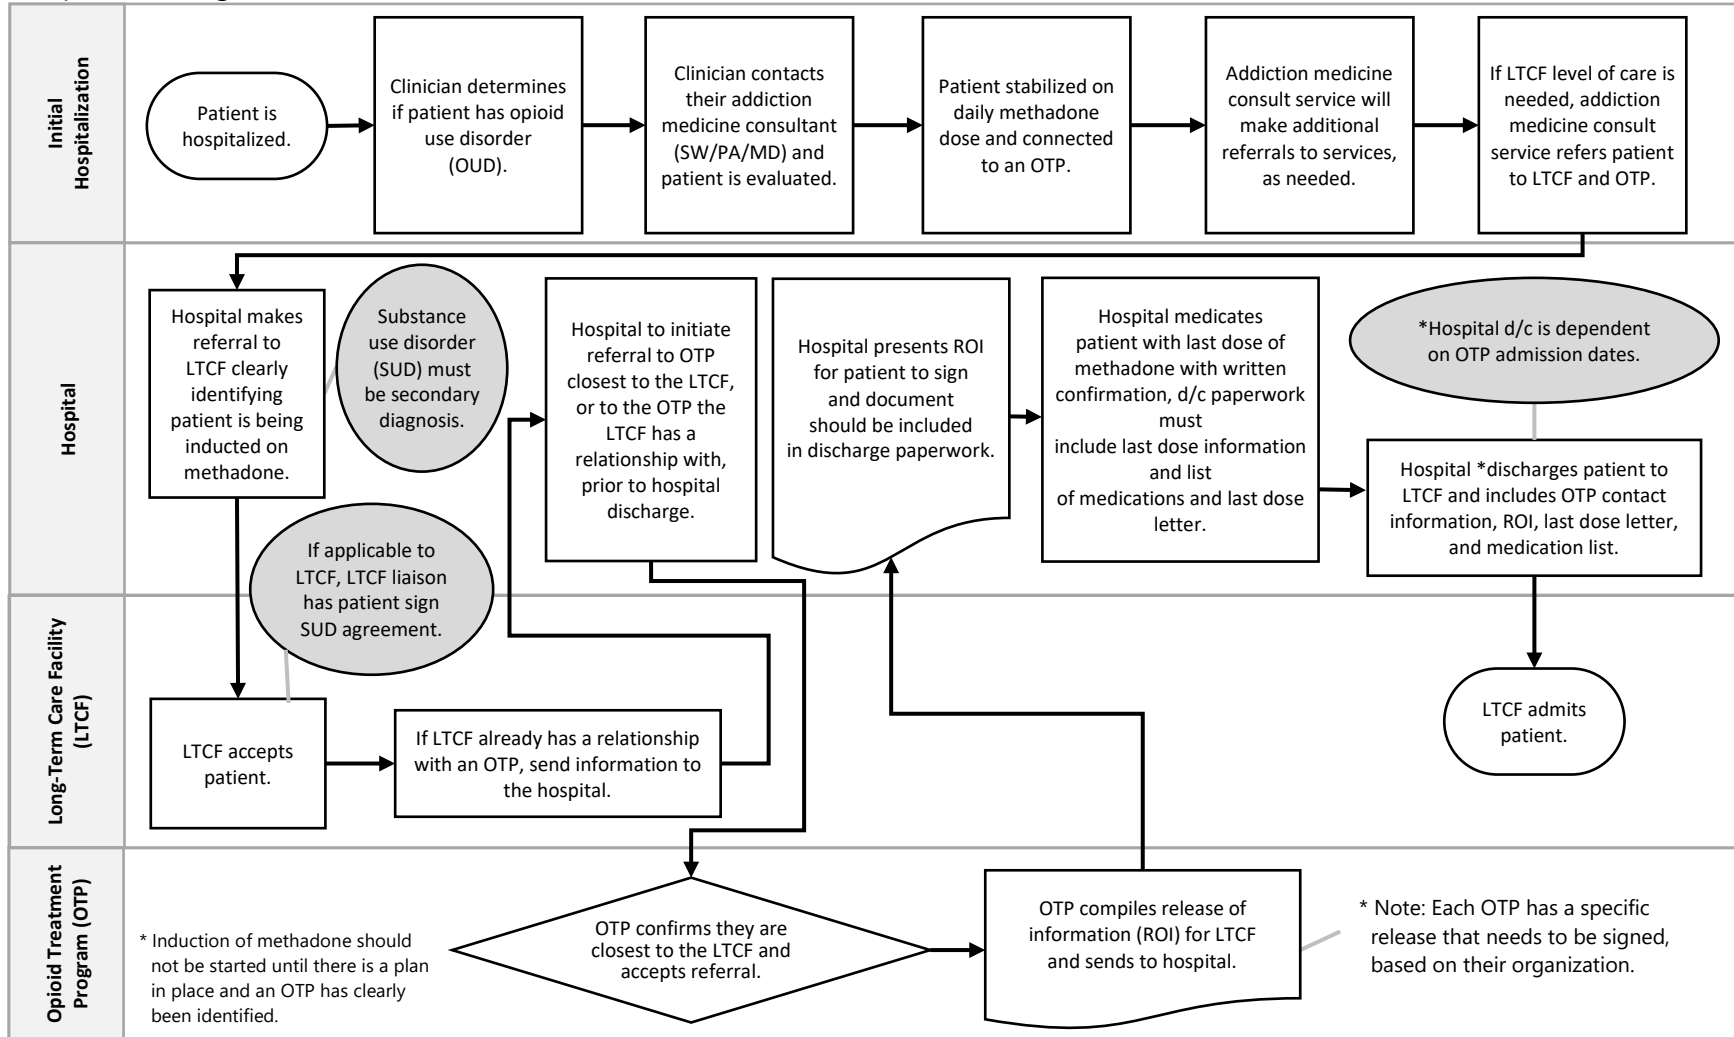 Initial
Hospitalization
Patient is
hospitalized.
Clinician determines
if patient has opioid
use disorder
(OUD).
Clinician contacts
their addiction
medicine consultant
(SW/PA/MD) and
patient is evaluated.
Patient stabilized on
daily methadone
dose and connected
to an OTP.
Addiction medicine
consult service will
make additional
referrals to services,
as needed.
If LTCF level of care is
needed, addiction
medicine consult
service refers patient
to LTCF and OTP.
Hospital
Hospital makes
referral to
LTCF clearly
identifying
patient is being
inducted on
methadone.
Substance
use disorder
(SUD) must
be secondary
diagnosis.
Hospital to initiate
referral to OTP
closest to the LTCF,
or to the OTP the
LTCF has a
relationship with,
prior to hospital
discharge.
Hospital presents ROI
for patient to sign
and document
should be included
in discharge paperwork.
Hospital medicates
patient with last dose of
methadone with written
confirmation, d/c paperwork
must
include last dose information
and list
of medications and last dose
letter.
*Hospital d/c is dependent
on OTP admission dates.
Hospital *discharges patient to
LTCF and includes OTP contact
information, ROI, last dose letter,
and medication list.
If applicable to
LTCF, LTCF liaison
has patient sign
SUD agreement.
Long-Term Care Facility
(LTCF)
LTCF accepts
patient.
If LTCF already has a relationship
with an OTP, send information to
the hospital.
LTCF admits
patient.
Opioid Treatment
Program (OTP)
* Induction of methadone should
not be started until there is a plan
in place and an OTP has clearly
been identified.
OTP confirms they are
closest to the LTCF and
accepts referral.
OTP compiles release of
information (ROI) for LTCF
and sends to hospital.
* Note: Each OTP has a specific
release that needs to be signed,
based on their organization.